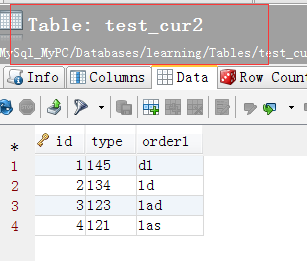 Table: test_cur2
MySql_MyPC/Databases/learning/Tables/test_cu
Info Columns Data Row Count
* id type order1
1 1 145 d1
2 2 134 1d
3 3 123 1ad
4 4 121 1as